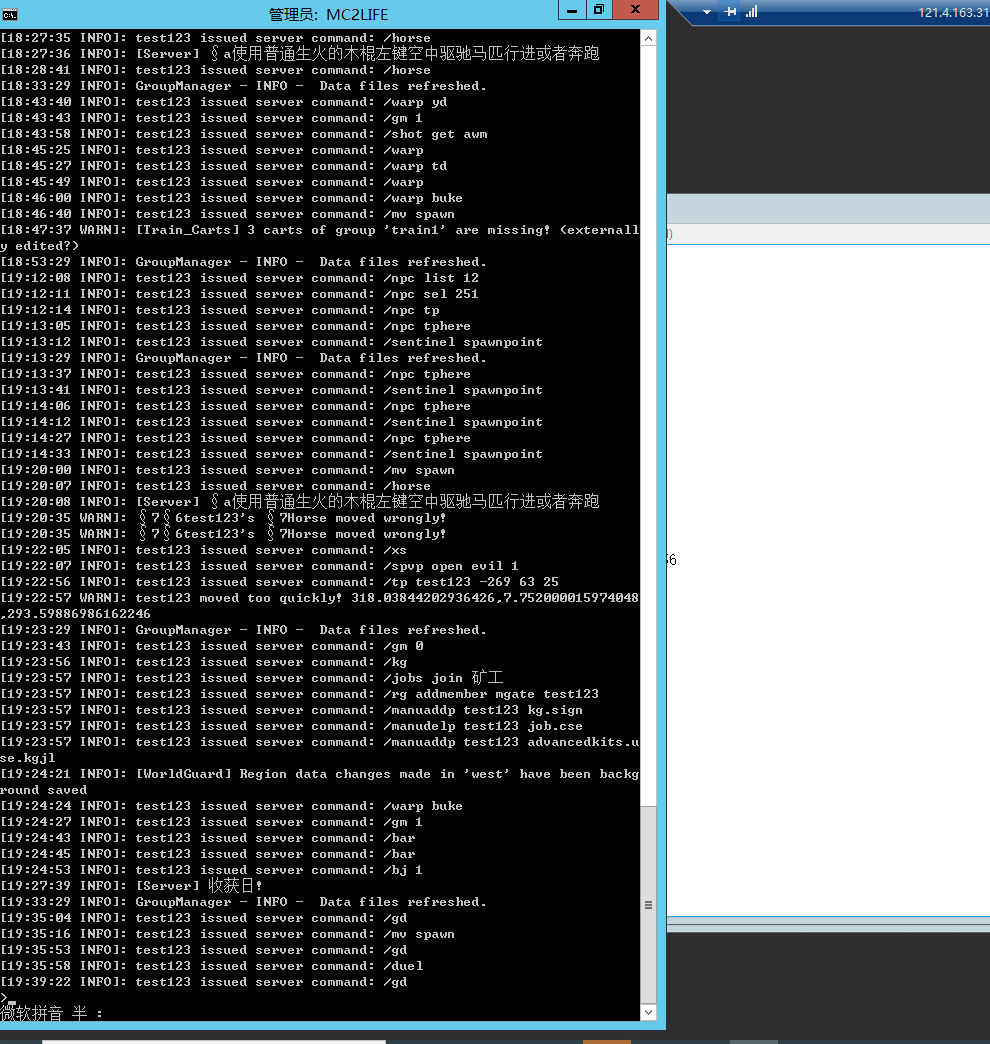 管理员: MC2LIFE
121.4.163.31
[18:27:35 INFO]: test123 issued server command: /horse
[18:27:36 INFO]: [Server] §a使用普通生火的木棍左键空中驱驰马匹行进或者奔跑
[18:28:41 INFO]: test123 issued server command: /horse
[18:33:29 INFO]: GroupManager - INFO -  Data files refreshed.
[18:43:40 INFO]: test123 issued server command: /warp yd
[18:43:43 INFO]: test123 issued server command: /gm 1
[18:43:58 INFO]: test123 issued server command: /shot get awm
[18:45:25 INFO]: test123 issued server command: /warp
[18:45:27 INFO]: test123 issued server command: /warp td
[18:45:49 INFO]: test123 issued server command: /warp
[18:46:00 INFO]: test123 issued server command: /warp buke
[18:46:40 INFO]: test123 issued server command: /mv spawn
[18:47:37 WARN]: [Train_Carts] 3 carts of group 'train1' are missing! (externall
y edited?)
[18:53:29 INFO]: GroupManager - INFO -  Data files refreshed.
[19:12:08 INFO]: test123 issued server command: /npc list 12
[19:12:11 INFO]: test123 issued server command: /npc sel 251
[19:12:14 INFO]: test123 issued server command: /npc tp
[19:13:05 INFO]: test123 issued server command: /npc tphere
[19:13:12 INFO]: test123 issued server command: /sentinel spawnpoint
[19:13:29 INFO]: GroupManager - INFO -  Data files refreshed.
[19:13:37 INFO]: test123 issued server command: /npc tphere
[19:13:41 INFO]: test123 issued server command: /sentinel spawnpoint
[19:14:06 INFO]: test123 issued server command: /npc tphere
[19:14:12 INFO]: test123 issued server command: /sentinel spawnpoint
[19:14:27 INFO]: test123 issued server command: /npc tphere
[19:14:33 INFO]: test123 issued server command: /sentinel spawnpoint
[19:20:00 INFO]: test123 issued server command: /mv spawn
[19:20:07 INFO]: test123 issued server command: /horse
[19:20:08 INFO]: [Server] §a使用普通生火的木棍左键空中驱驰马匹行进或者奔跑
[19:20:35 WARN]: §7§6test123's §7Horse moved wrongly!
[19:20:35 WARN]: §7§6test123's §7Horse moved wrongly!
[19:22:05 INFO]: test123 issued server command: /xs
[19:22:07 INFO]: test123 issued server command: /spvp open evil 1
[19:22:56 INFO]: test123 issued server command: /tp test123 -269 63 25
[19:22:57 WARN]: test123 moved too quickly! 318.03844202936426,7.752000015974048
,293.59886986162246
[19:23:29 INFO]: GroupManager - INFO -  Data files refreshed.
[19:23:43 INFO]: test123 issued server command: /gm 0
[19:23:56 INFO]: test123 issued server command: /kg
[19:23:57 INFO]: test123 issued server command: /jobs join 矿工
[19:23:57 INFO]: test123 issued server command: /rg addmember mgate test123
[19:23:57 INFO]: test123 issued server command: /manuaddp test123 kg.sign
[19:23:57 INFO]: test123 issued server command: /manudelp test123 job.cse
[19:23:57 INFO]: test123 issued server command: /manuaddp test123 advancedkits.u
se.kgjl
[19:24:21 INFO]: [WorldGuard] Region data changes made in 'west' have been backg
round saved
[19:24:24 INFO]: test123 issued server command: /warp buke
[19:24:27 INFO]: test123 issued server command: /gm 1
[19:24:43 INFO]: test123 issued server command: /bar
[19:24:45 INFO]: test123 issued server command: /bar
[19:24:53 INFO]: test123 issued server command: /bj 1
[19:27:39 INFO]: [Server] 收获日!
[19:33:29 INFO]: GroupManager - INFO -  Data files refreshed.
[19:35:04 INFO]: test123 issued server command: /gd
[19:35:16 INFO]: test123 issued server command: /mv spawn
[19:35:53 INFO]: test123 issued server command: /gd
[19:35:58 INFO]: test123 issued server command: /duel
[19:39:22 INFO]: test123 issued server command: /gd
>
微软拼音 半 :